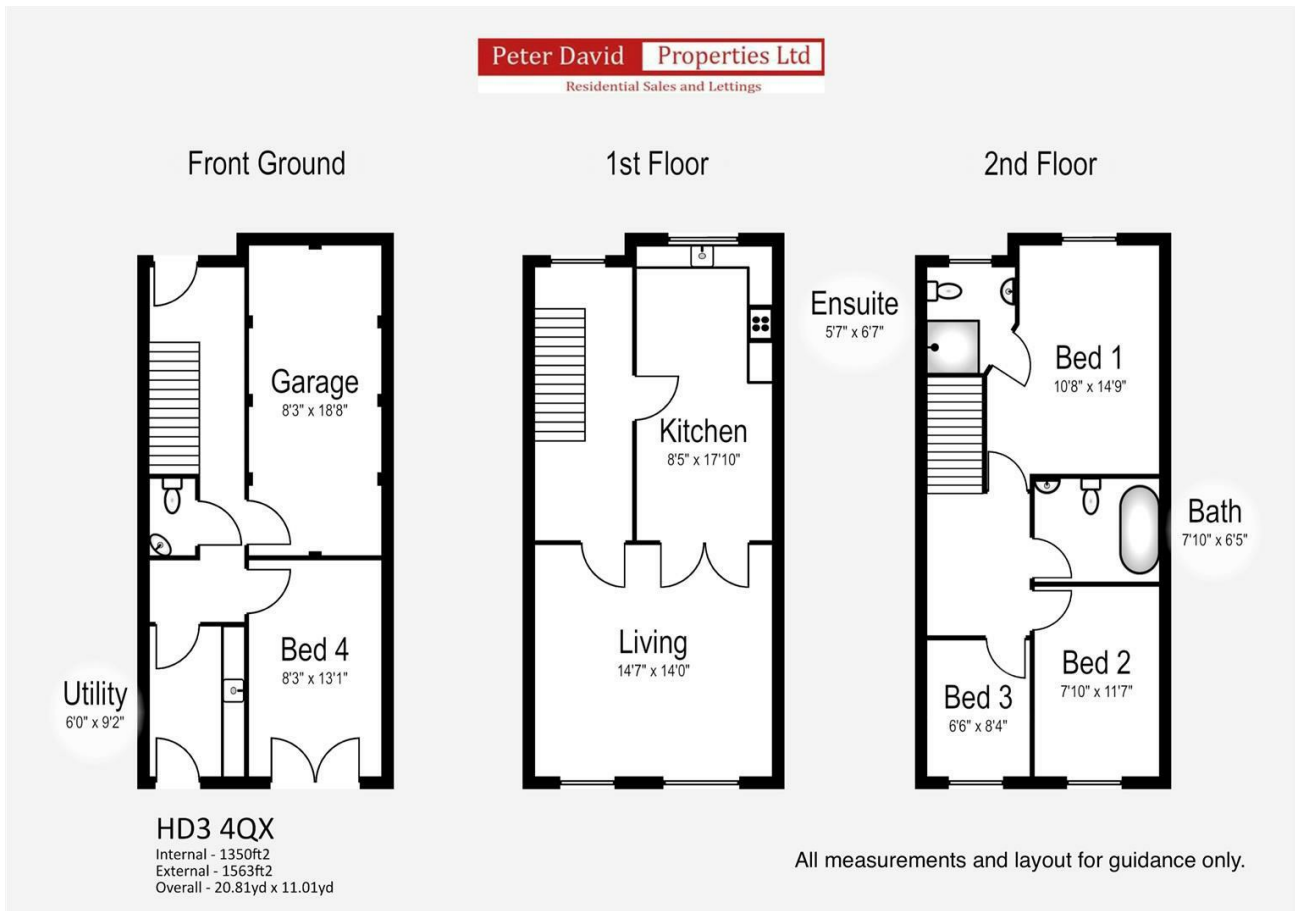 Peter David Properties Ltd
Residential Sales and Lettings
Front Ground
1st Floor
2nd Floor
Garage
8'3" x 18'8"
Bed 4
8'3" x 13'1"
Utility
6'0" x 9'2"
Kitchen
8'5" x 17'10"
Living
14'7" x 14'0"
Ensuite
5'7" x 6'7"
Bed 1
10'8" x 14'9"
Bath
7'10" x 6'5"
Bed 2
7'10" x 11'7"
Bed 3
6'6" x 8'4"
HD3 4QX
Internal - 1350ft2
External - 1563ft2
Overall - 20.81yd x 11.01yd
All measurements and layout for guidance only.